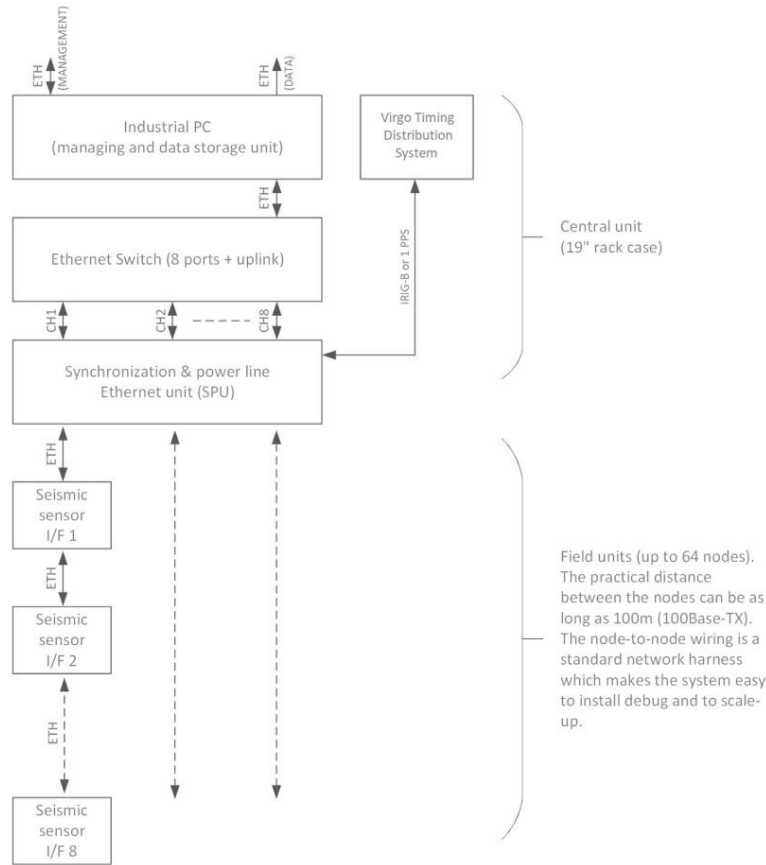 ETH
(MANAGEMENT)
ETH
(DATA)
Industrial PC
(managing and data storage unit)
Virgo Timing
Distribution
System
ETH
Ethernet Switch (8 ports + uplink)
IRIG-B or 1 PPS
Central unit
(19" rack case)
CH1
CH2
CH8
Synchronization & power line
Ethernet unit (SPU)
ETH
Seismic
sensor
I/F 1
ETH
Seismic
sensor
I/F 2
ETH
Seismic
sensor
I/F 8
Field units (up to 64 nodes).
The practical distance
between the nodes can be as
long as 100m (100Base-TX).
The node-to-node wiring is a
standard network harness
which makes the system easy
to install debug and to scale-
up.